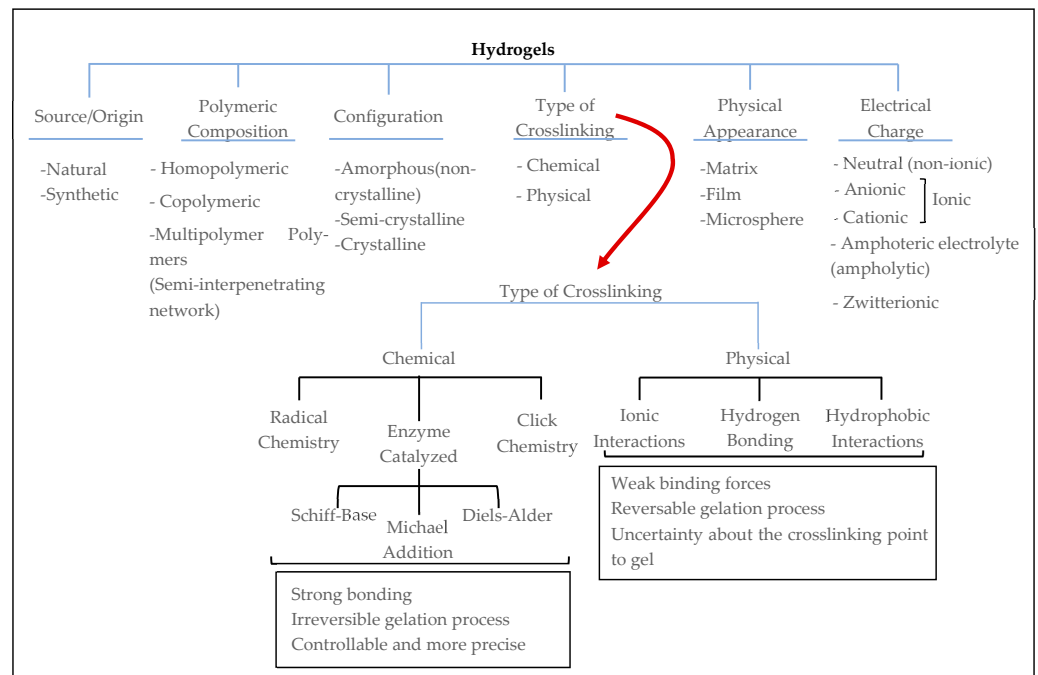 Hydrogels
Source/Origin
-Natural
-Synthetic
Polymeric
Composition
- Homopolymeric
- Copolymeric
-Multipolymer Poly-
mers
(Semi-interpenetrating
network)
Configuration
-Amorphous(non-
crystalline)
-Semi-crystalline
-Crystalline
Type of
Crosslinking
- Chemical
- Physical
Physical
Appearance
-Matrix
-Film
-Microsphere
Electrical
Charge
- Neutral (non-ionic)
- Anionic
- Cationic
Ionic
- Amphoteric electrolyte
(ampholytic)
- Zwitterionic
Type of Crosslinking
Chemical
Radical
Chemistry
Enzyme
Catalyzed
Click
Chemistry
Schiff-Base
Michael
Addition
Diels-Alder
Strong bonding
Irreversible gelation process
Controllable and more precise
Physical
Ionic
Interactions
Hydrogen
Bonding
Hydrophobic
Interactions
Weak binding forces
Reversable gelation process
Uncertainty about the crosslinking point
to gel